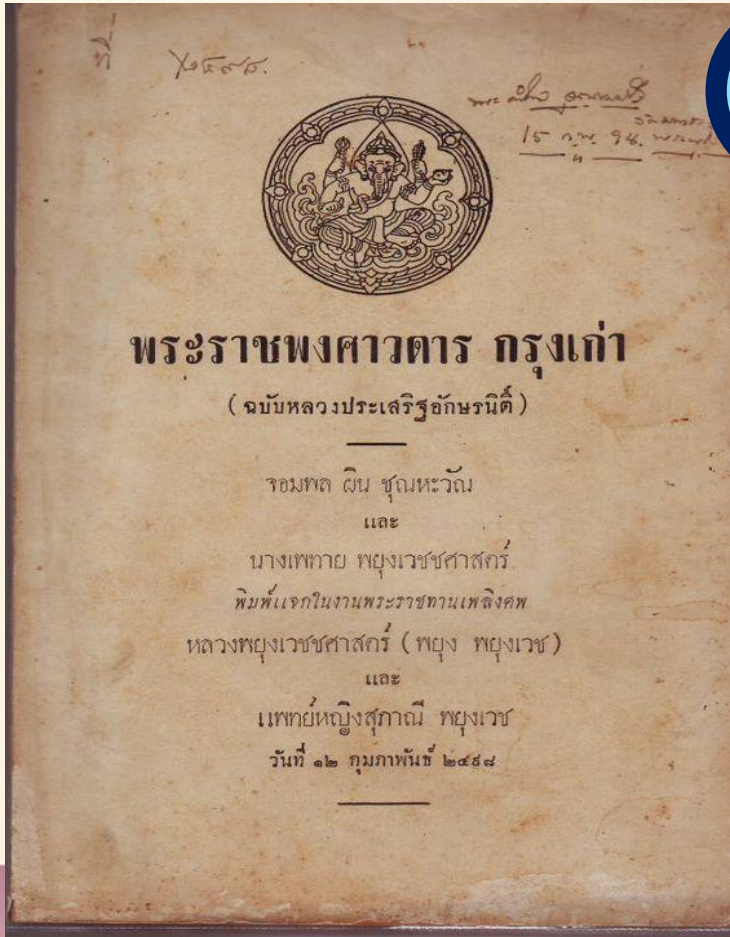 ที่
พระราชพงศาวดาร กรุงเก่า
(ฉบับหลวงประเสริฐอักษรนิติ์)
จอมพล ผิน ชุณหะวัณ
และ
นางเพทาย พยุงเวชชศาสตร์
พิมพ์แจกในงานพระราชทานเพลิงศพ
หลวงพยุงเวชชศาสตร์ (พยุง พยุงเวช)
และ
แพทย์หญิงสุภาณี พยุงเวช
วันที่ ๑๒ กุมภาพันธ์ ๒๔๙๘